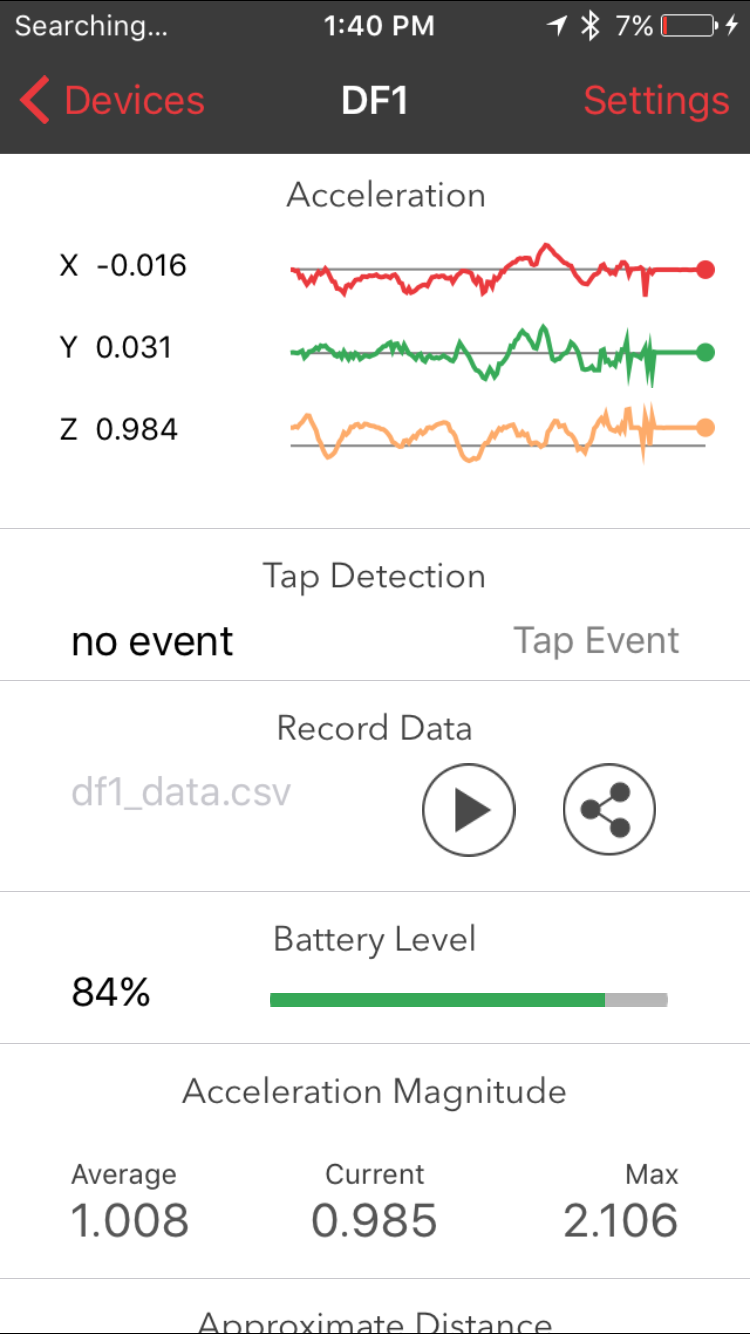 Searching... 1:40 PM 7%
Devices DF1 Settings
Acceleration
X -0.016
Y 0.031
Z 0.984
Tap Detection
no event Tap Event
Record Data
df1_data.csv
Battery Level
84%
Acceleration Magnitude
Average Current Max
1.008 0.985 2.106
Approximate Distance